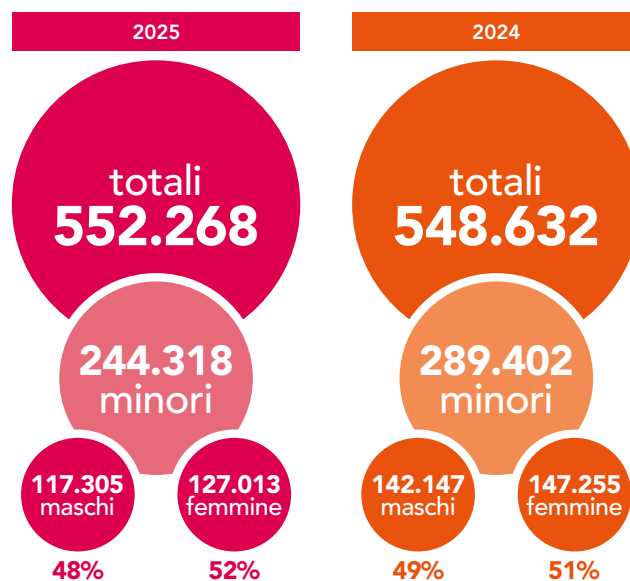 2025
totali
552.268
244.318
minori
117.305
maschi
127.013
femmine
48%
52%
2024
totali
548.632
289.402
minori
142.147
maschi
147.255
femmine
49%
51%